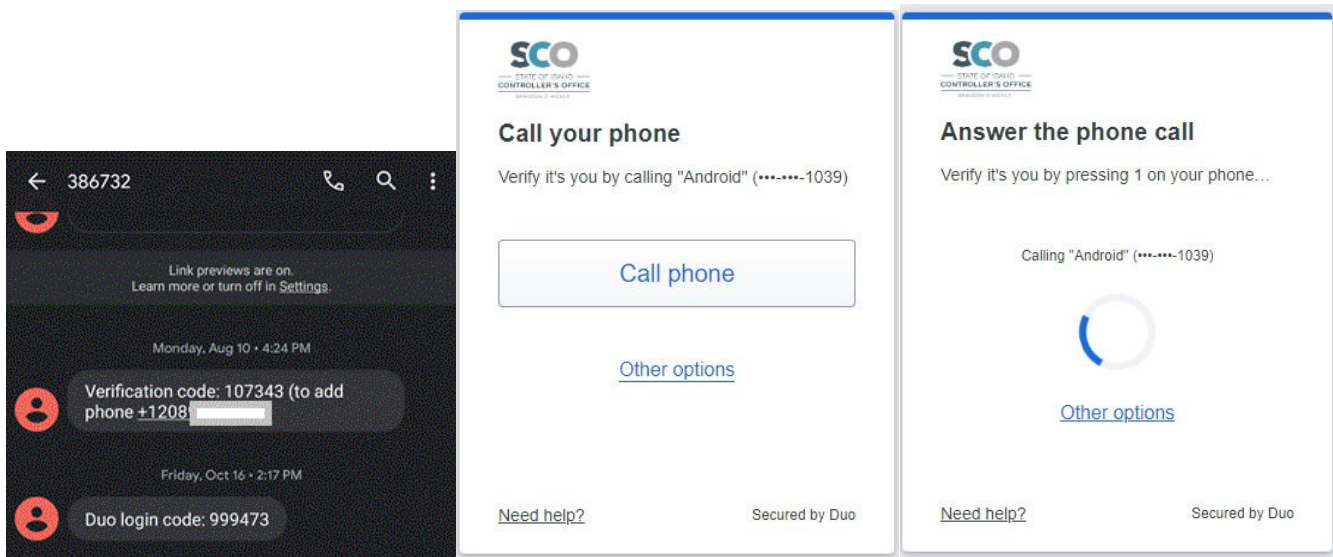 386732
Link previews are on.
Learn more or turn off in Settings.
Monday, Aug 10 • 4:24 PM
Verification code: 107343 (to add
phone +1208
Friday, Oct 16 • 2:17 PM
Duo login code: 999473
SCO
STATE OF IDAHO
CONTROLLER'S OFFICE
Call your phone
Verify it's you by calling "Android" (•••-•••-1039)
Call phone
Other options
Need help?
Secured by Duo
SCO
STATE OF IDAHO
CONTROLLER'S OFFICE
Answer the phone call
Verify it's you by pressing 1 on your phone...
Calling "Android" (•••-•••-1039)
Other options
Need help?
Secured by Duo